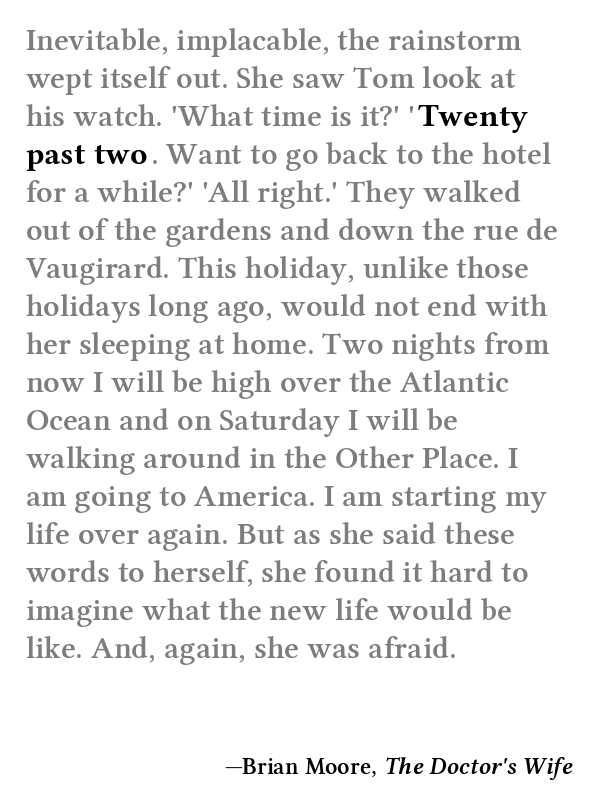 Inevitable, implacable, the rainstorm
wept itself out. She saw Tom look at
his watch. 'What time is it?' 'Twenty
past two. Want to go back to the hotel
for a while?' 'All right.' They walked
out of the gardens and down the rue de
Vaugirard. This holiday, unlike those
holidays long ago, would not end with
her sleeping at home. Two nights from
now I will be high over the Atlantic
Ocean and on Saturday I will be
walking around in the Other Place. I
am going to America. I am starting my
life over again. But as she said these
words to herself, she found it hard to
imagine what the new life would be
like. And, again, she was afraid.
—Brian Moore, The Doctor's Wife